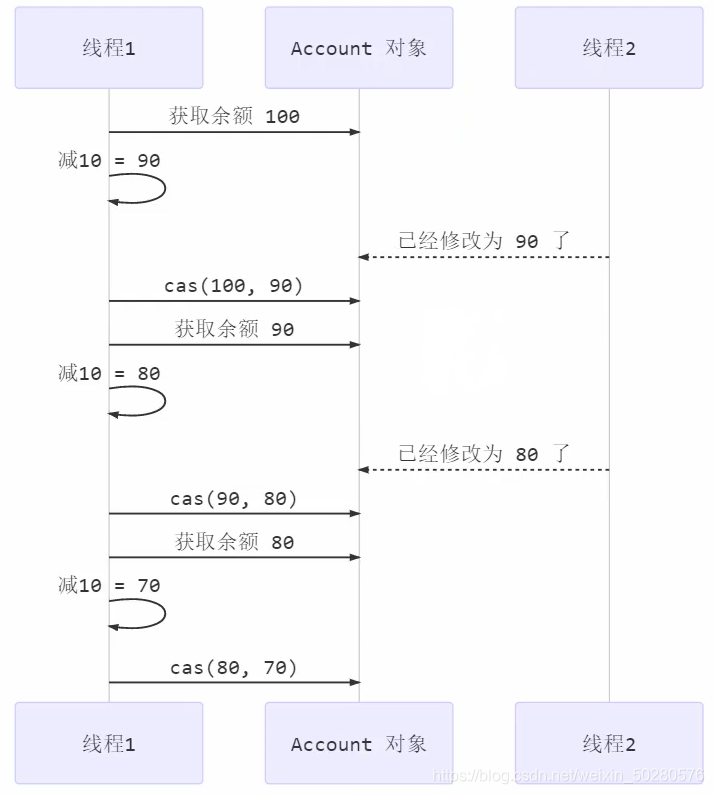 线程1
Account 对象
线程2
获取余额 100
减10 = 90
已经修改为 90 了
cas(100, 90)
获取余额 90
减10 = 80
已经修改为 80 了
cas(90, 80)
获取余额 80
减10 = 70
cas(80, 70)
线程1
Account 对象
线程2
https://blog.csdn.net/weixin_50280576